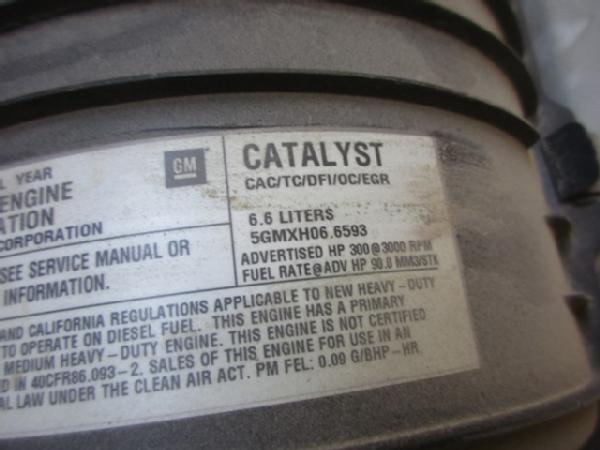 L YEAR
ENGINE
ATION
CORPORATION
SEE SERVICE MANUAL OR
INFORMATION.
GM
CATALYST
CAC/TC/DFI/OC/EGR
6.6 LITERS
5GMXH06.6593
ADVERTISED HP 300@3000 RPM
FUEL RATE@ADV HP 90.0 MM3/STK
AND CALIFORNIA REGULATIONS APPLICABLE TO NEW HEAVY-DUTY
TO OPERATE ON DIESEL FUEL. THIS ENGINE HAS A PRIMARY
MEDIUM HEAVY-DUTY ENGINE. THIS ENGINE IS NOT CERTIFIED
D IN 40CFR86.093-2. SALES OF THIS ENGINE FOR USE IN AN
AL LAW UNDER THE CLEAN AIR ACT. PM FEL: 0.09 G/BHP-HR.